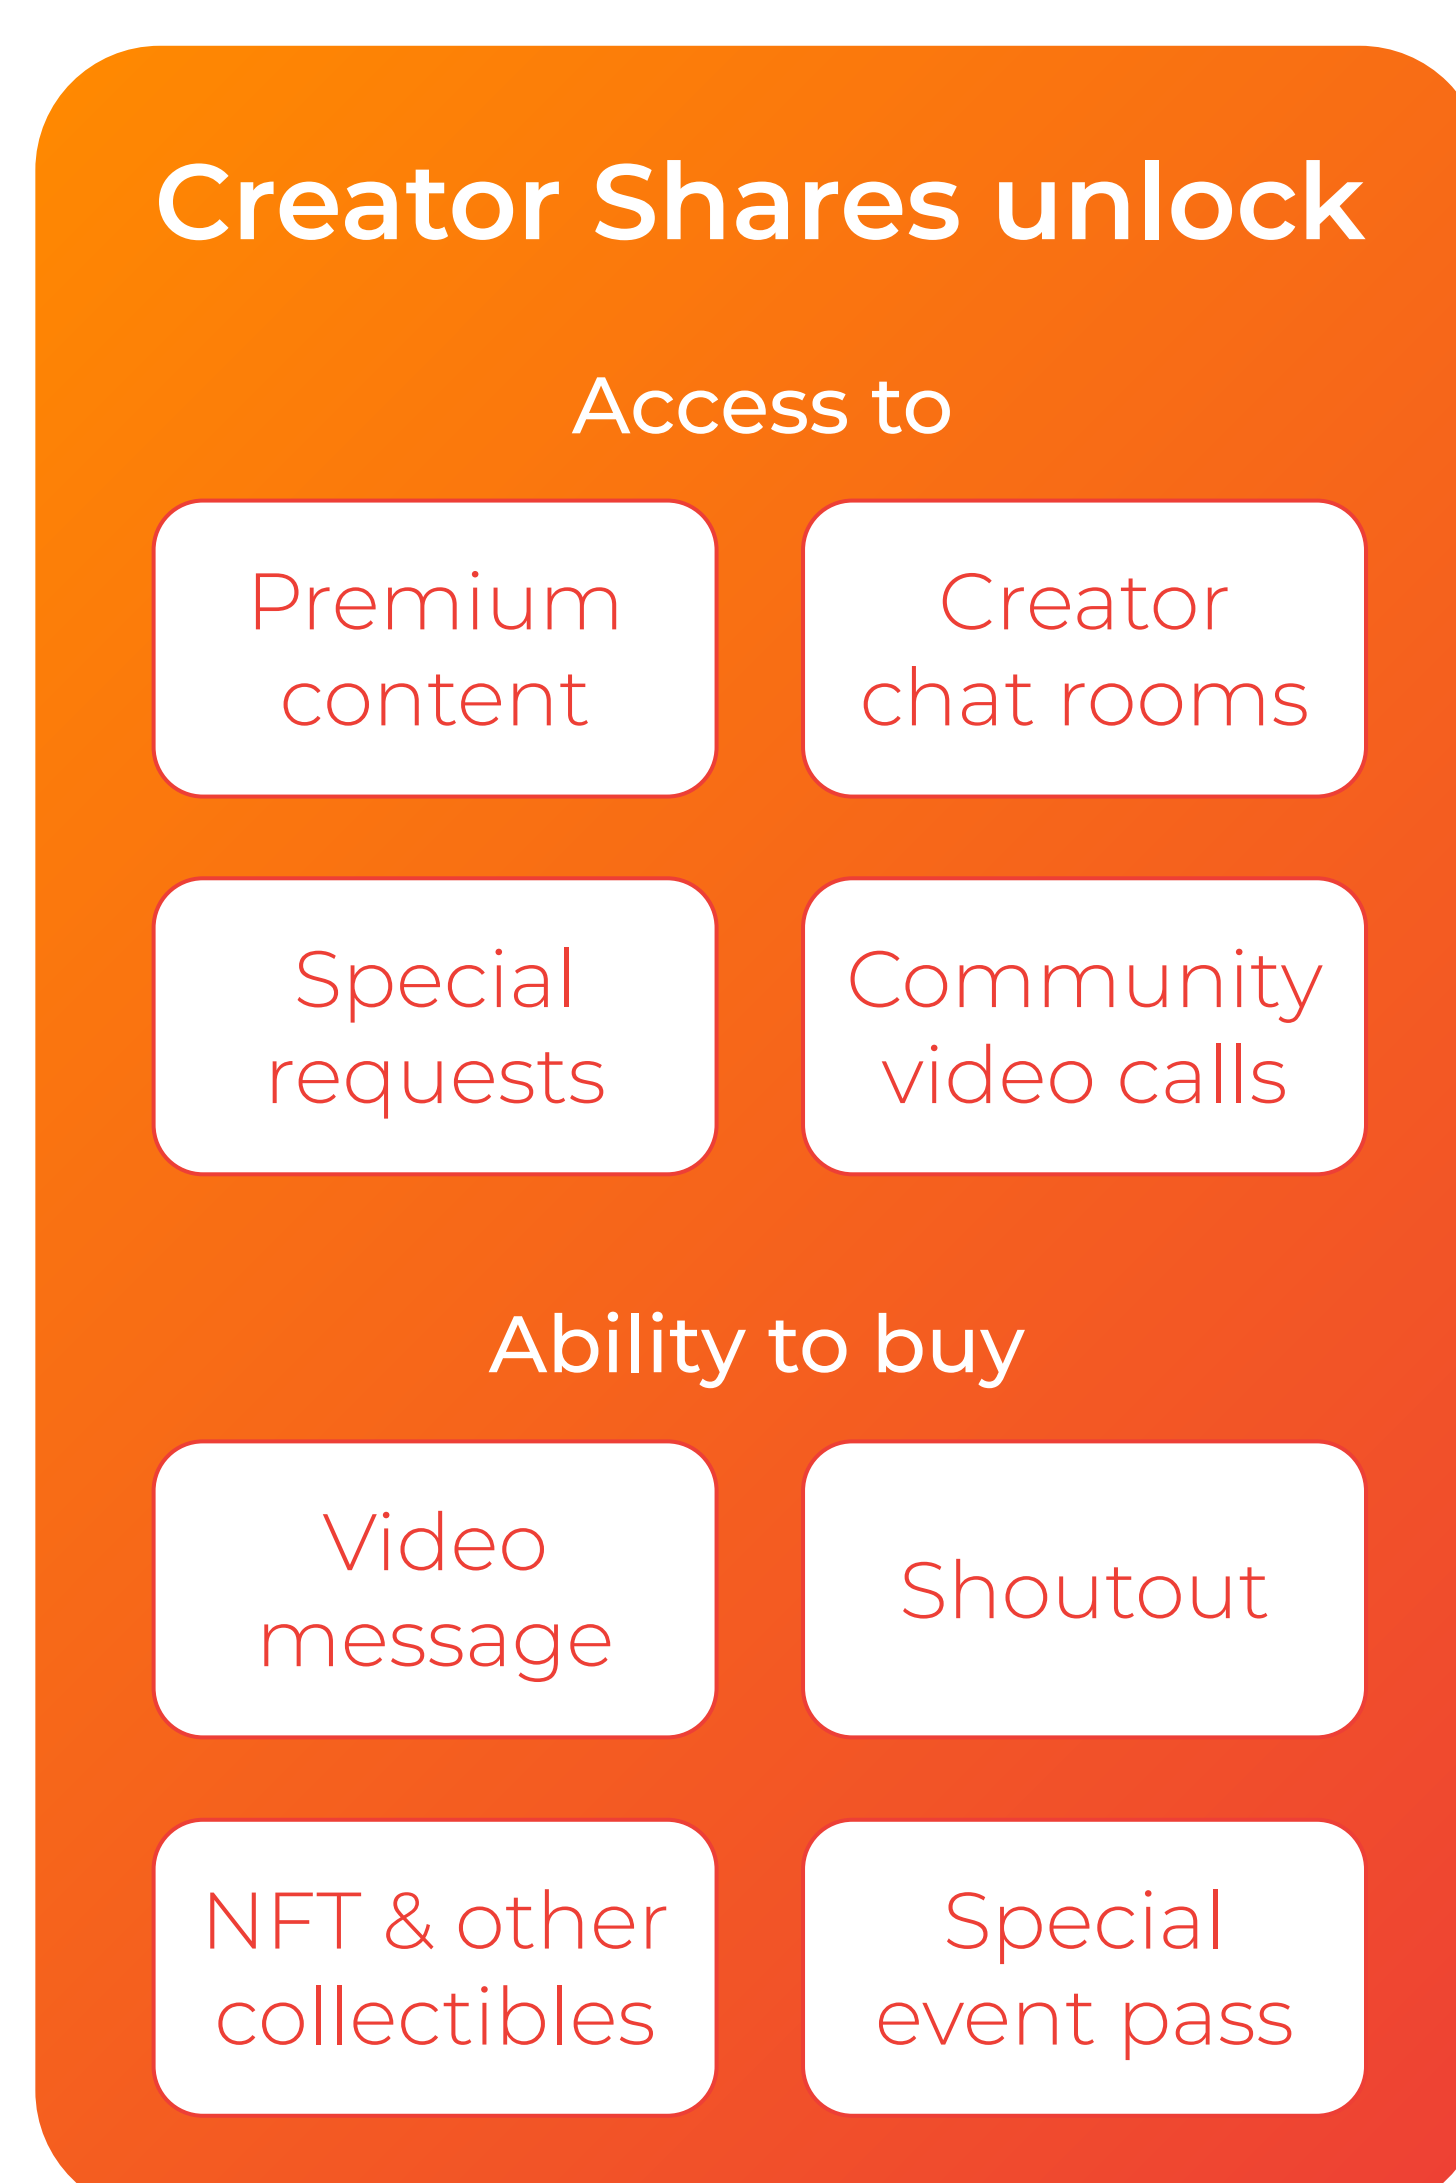 Creator Shares unlock
Access to
Premium
content
Creator
chat rooms
Special
requests
Community
video calls
Ability to buy
Video
message
Shoutout
NFT & other
collectibles
Special
event pass